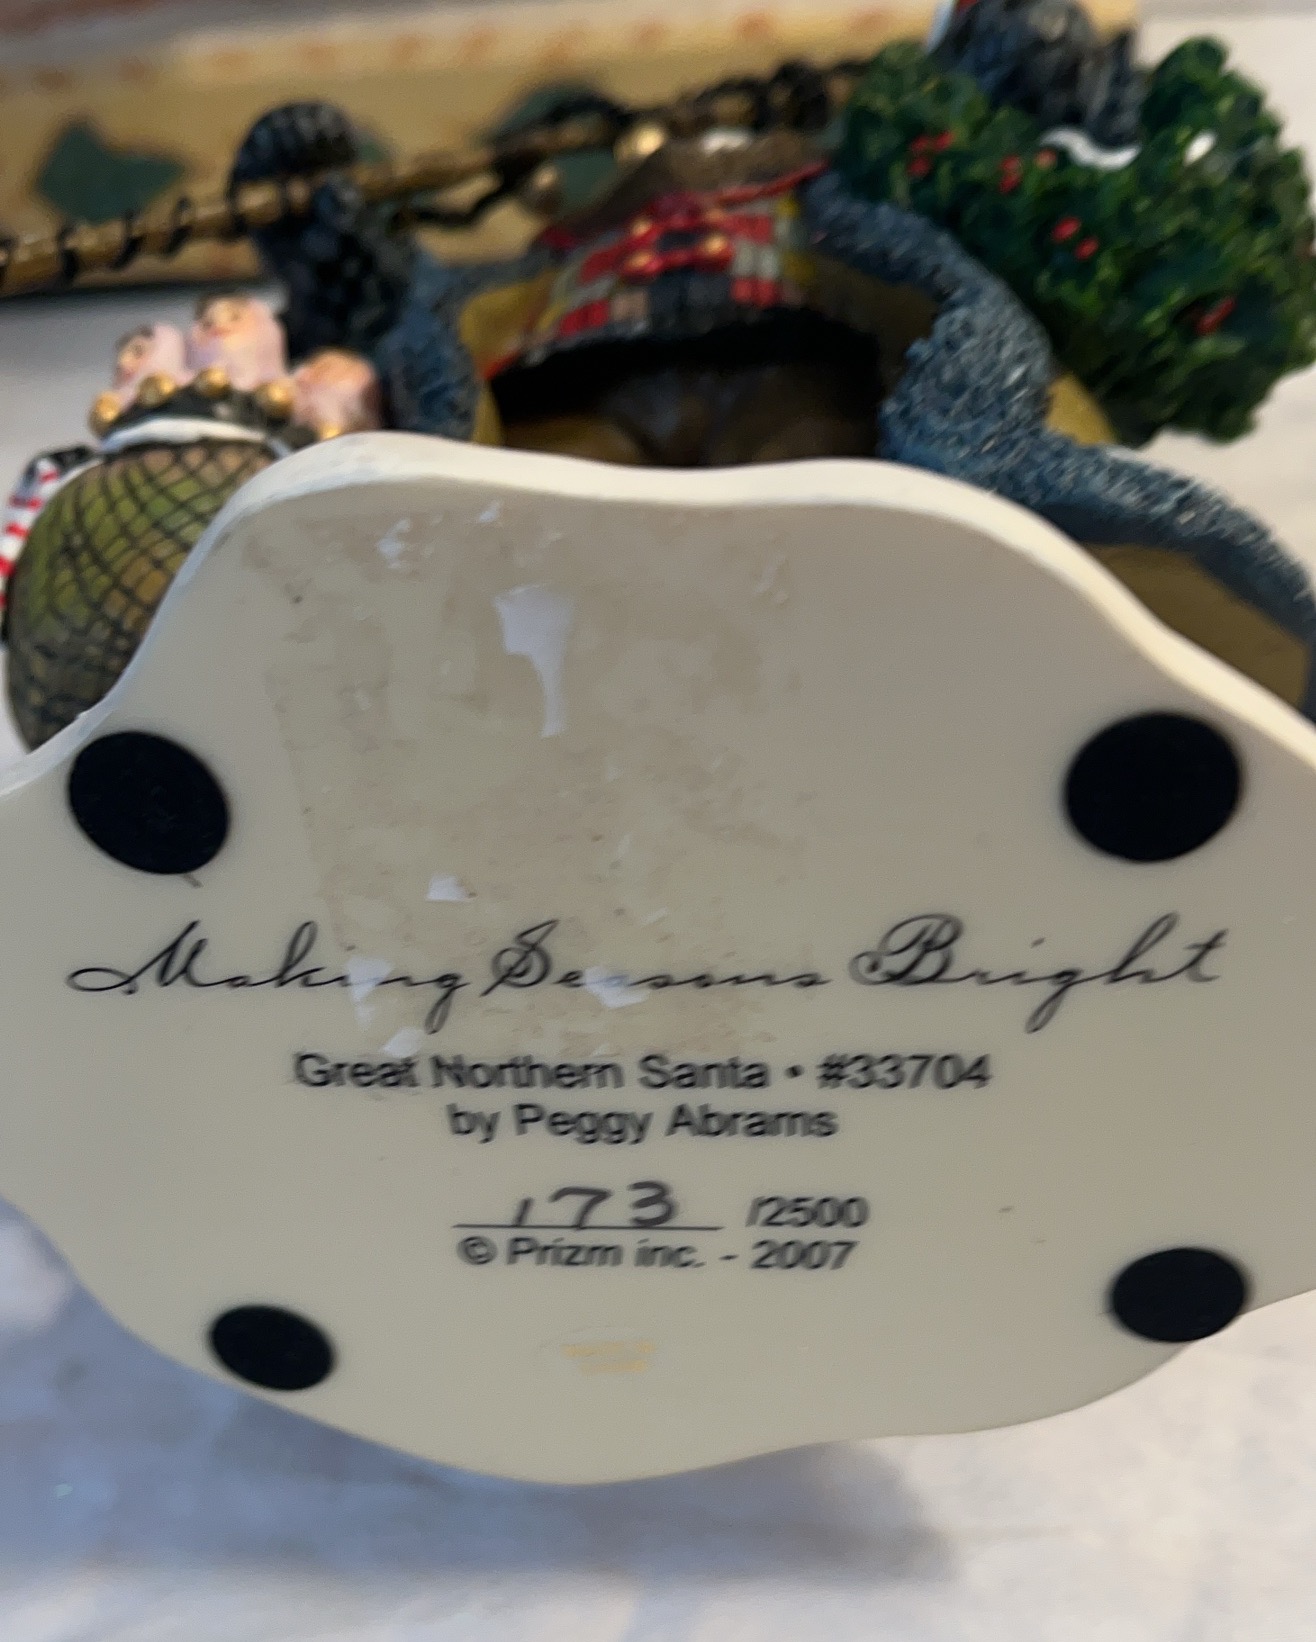 Making Seasons Bright
Great Northern Santa • #33704
by Peggy Abrams
173 /2500
© Prizm inc. - 2007